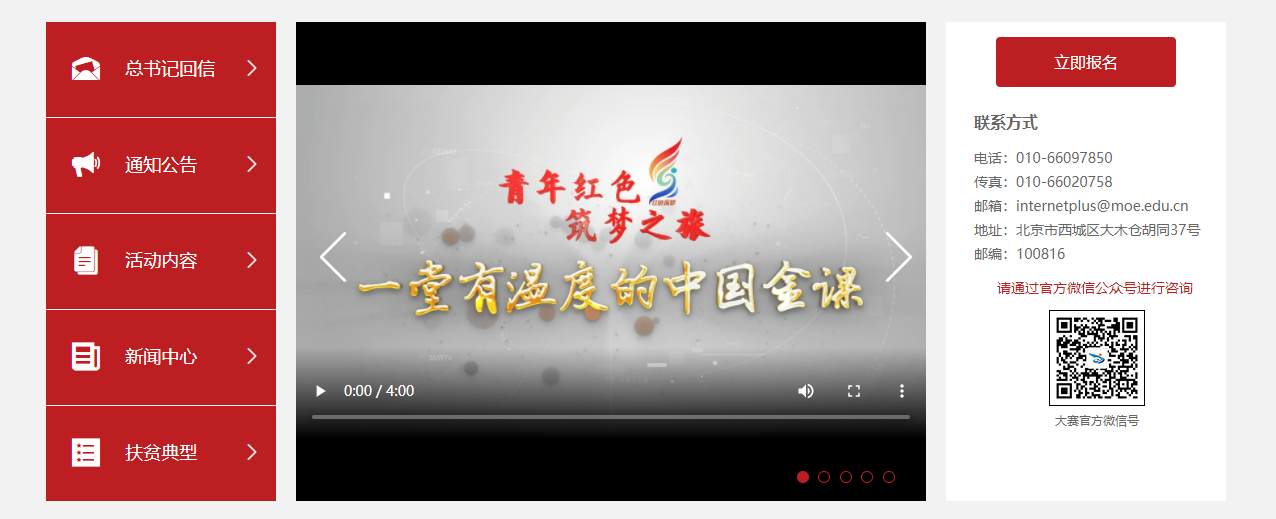 总书记回信
通知公告
活动内容
新闻中心
扶贫典型
青年红色
筑梦之旅
一堂有温度的中国金课
0:00 / 4:00
立即报名
联系方式
电话：010-66097850
传真：010-66020758
邮箱：internetplus@moe.edu.cn
地址：北京市西城区大木仓胡同37号
邮编：100816
请通过官方微信公众号进行咨询
大赛官方微信号